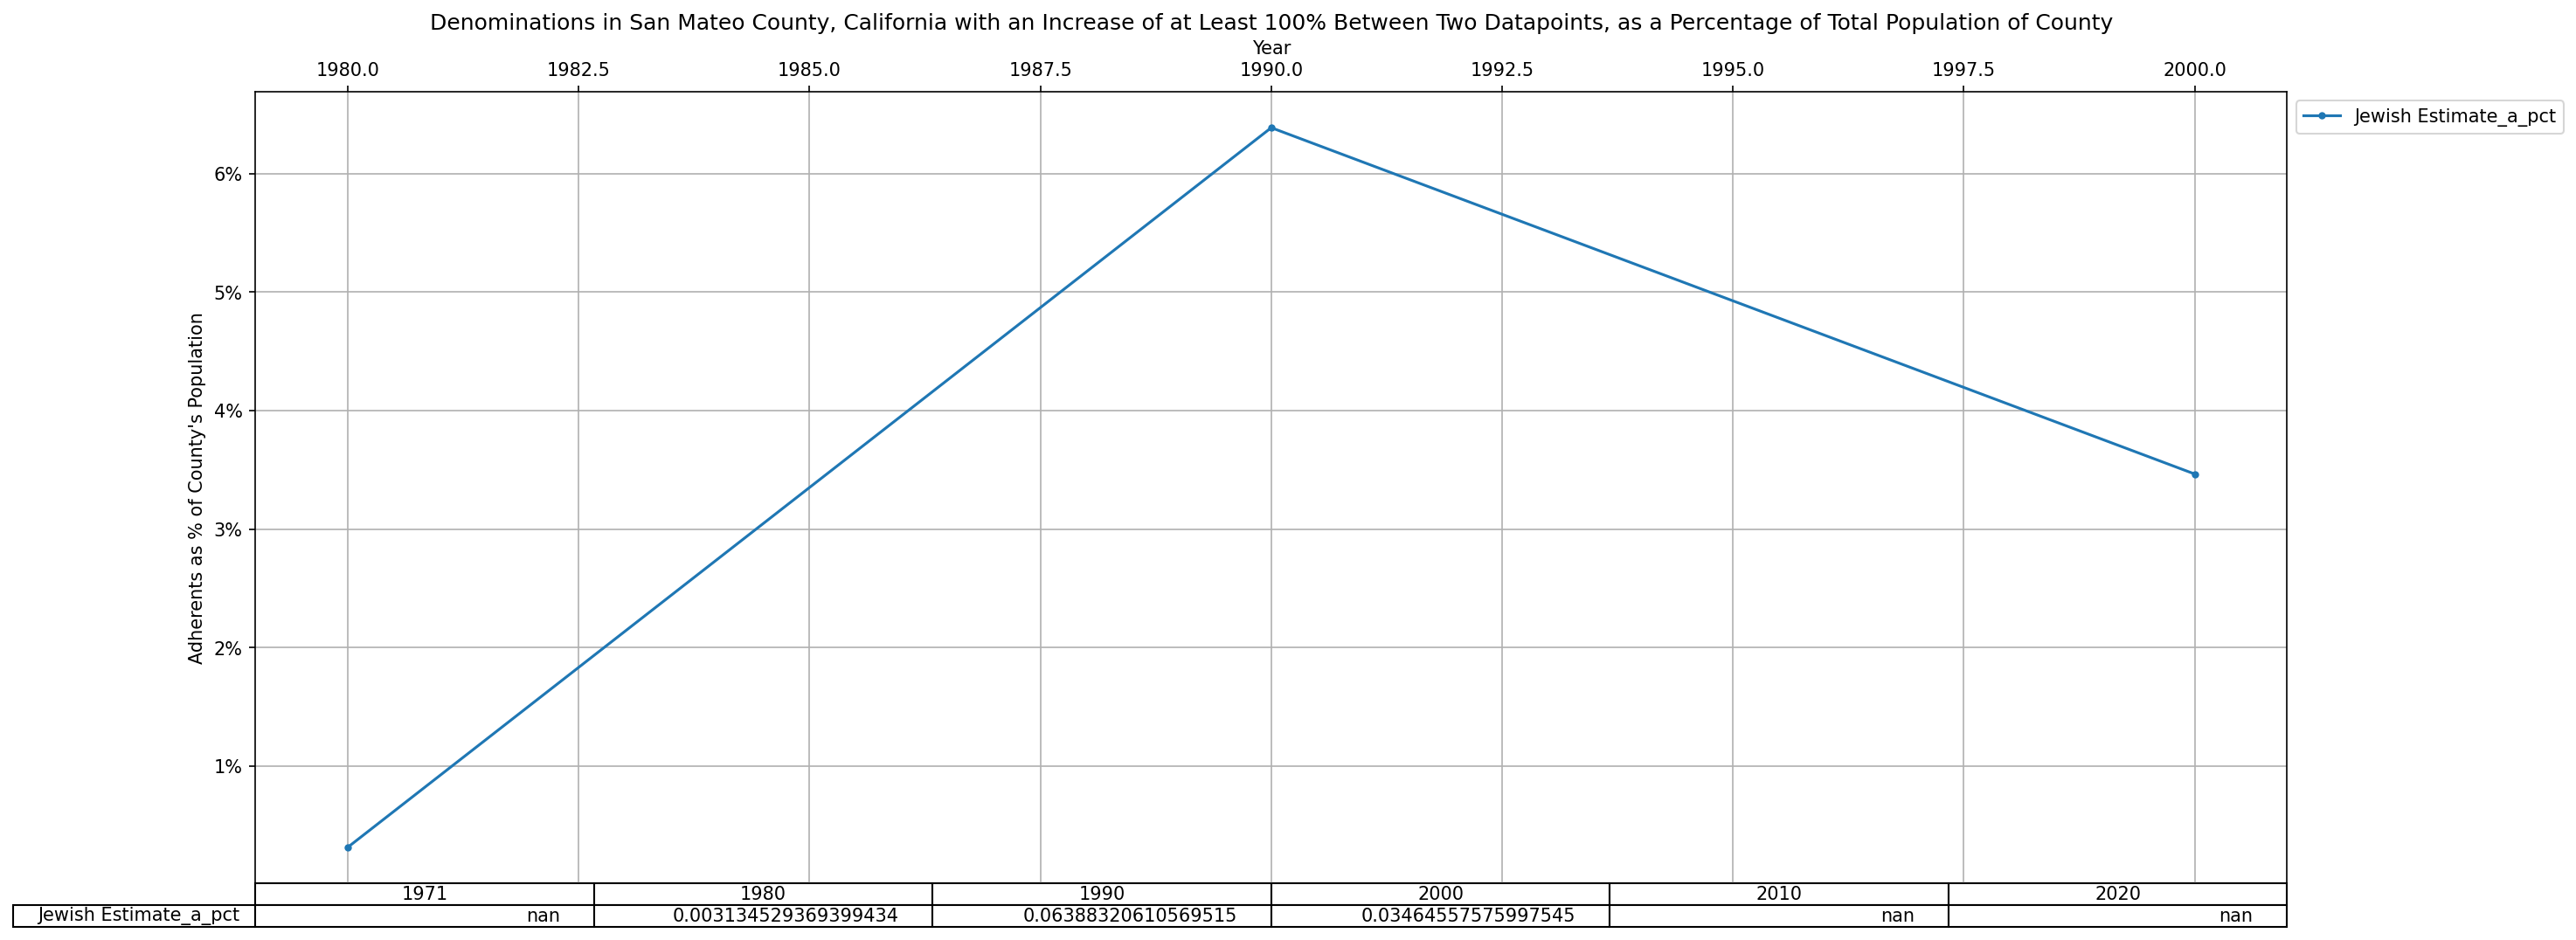 Denominations in San Mateo County, California with an Increase of at Least 100% Between Two Datapoints, as a Percentage of Total Population of County
Year
1980.0 1982.5 1985.0 1987.5 1990.0 1992.5 1995.0 1997.5 2000.0
Jewish Estimate_a_pct
Adherents as % of County's Population
6%
5%
4%
3%
2%
1%
1971 1980 1990 2000 2010 2020
Jewish Estimate_a_pct nan 0.003134529369399434 0.06388320610569515 0.03464557575997545 nan nan